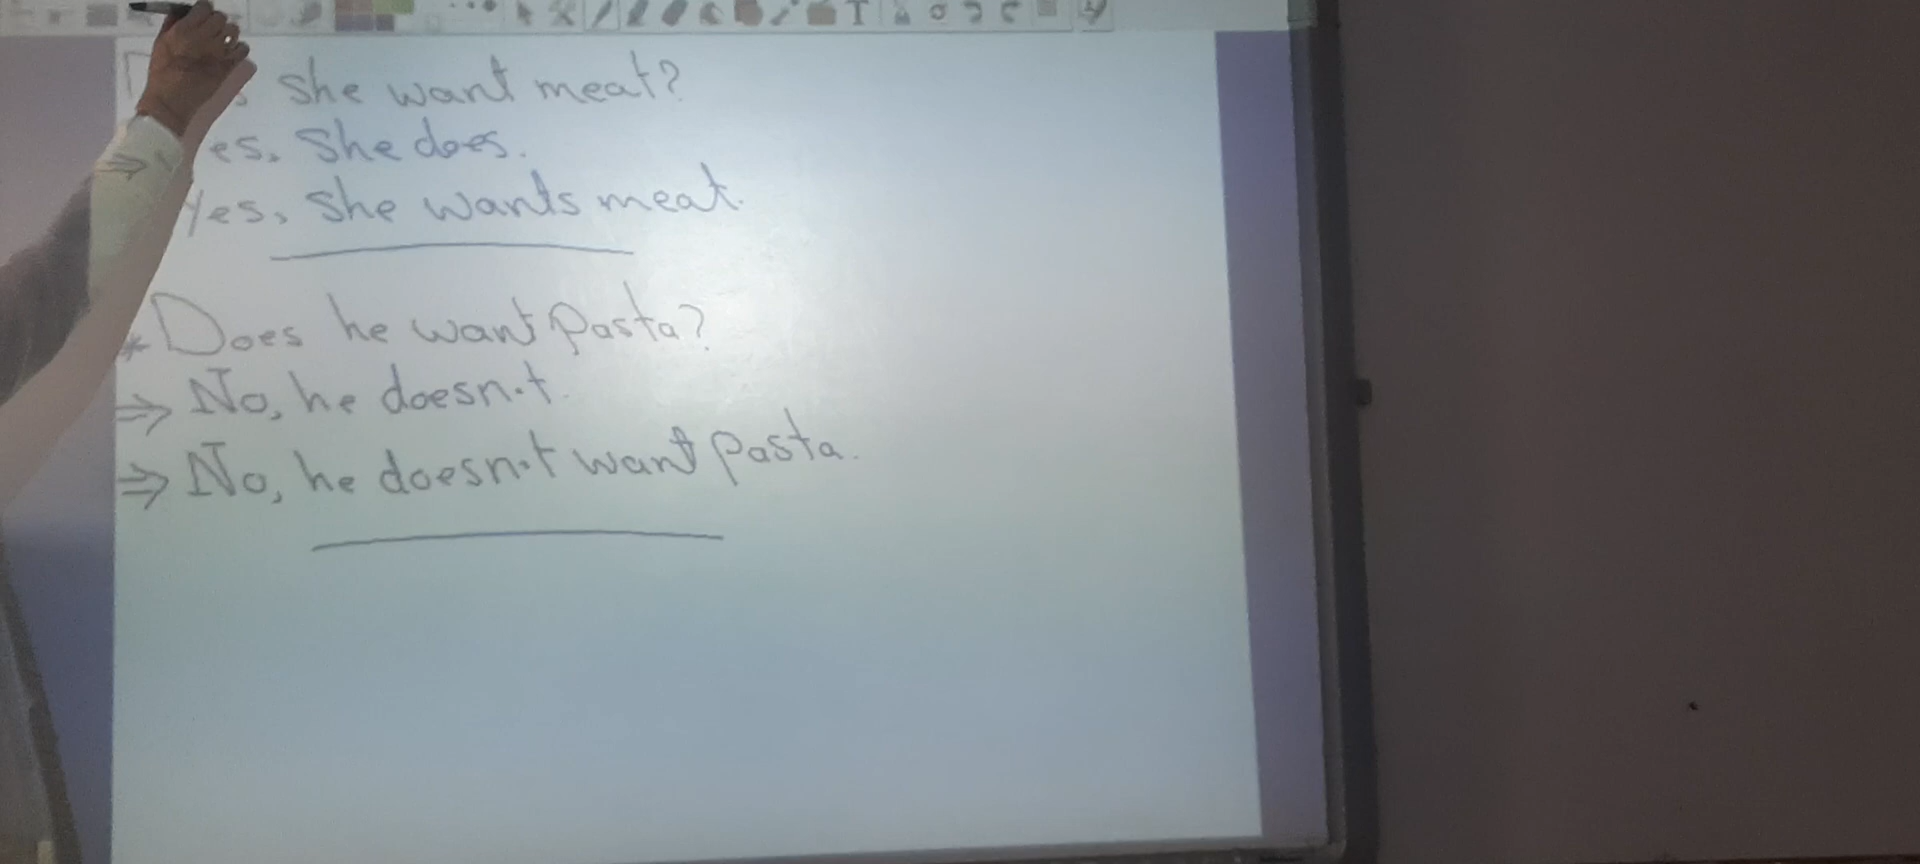 she want meat?
es, She does.
Yes, She wants meat.
* Does he want pasta?
⇒ No, he doesn't.
⇒ No, he doesn't want pasta.